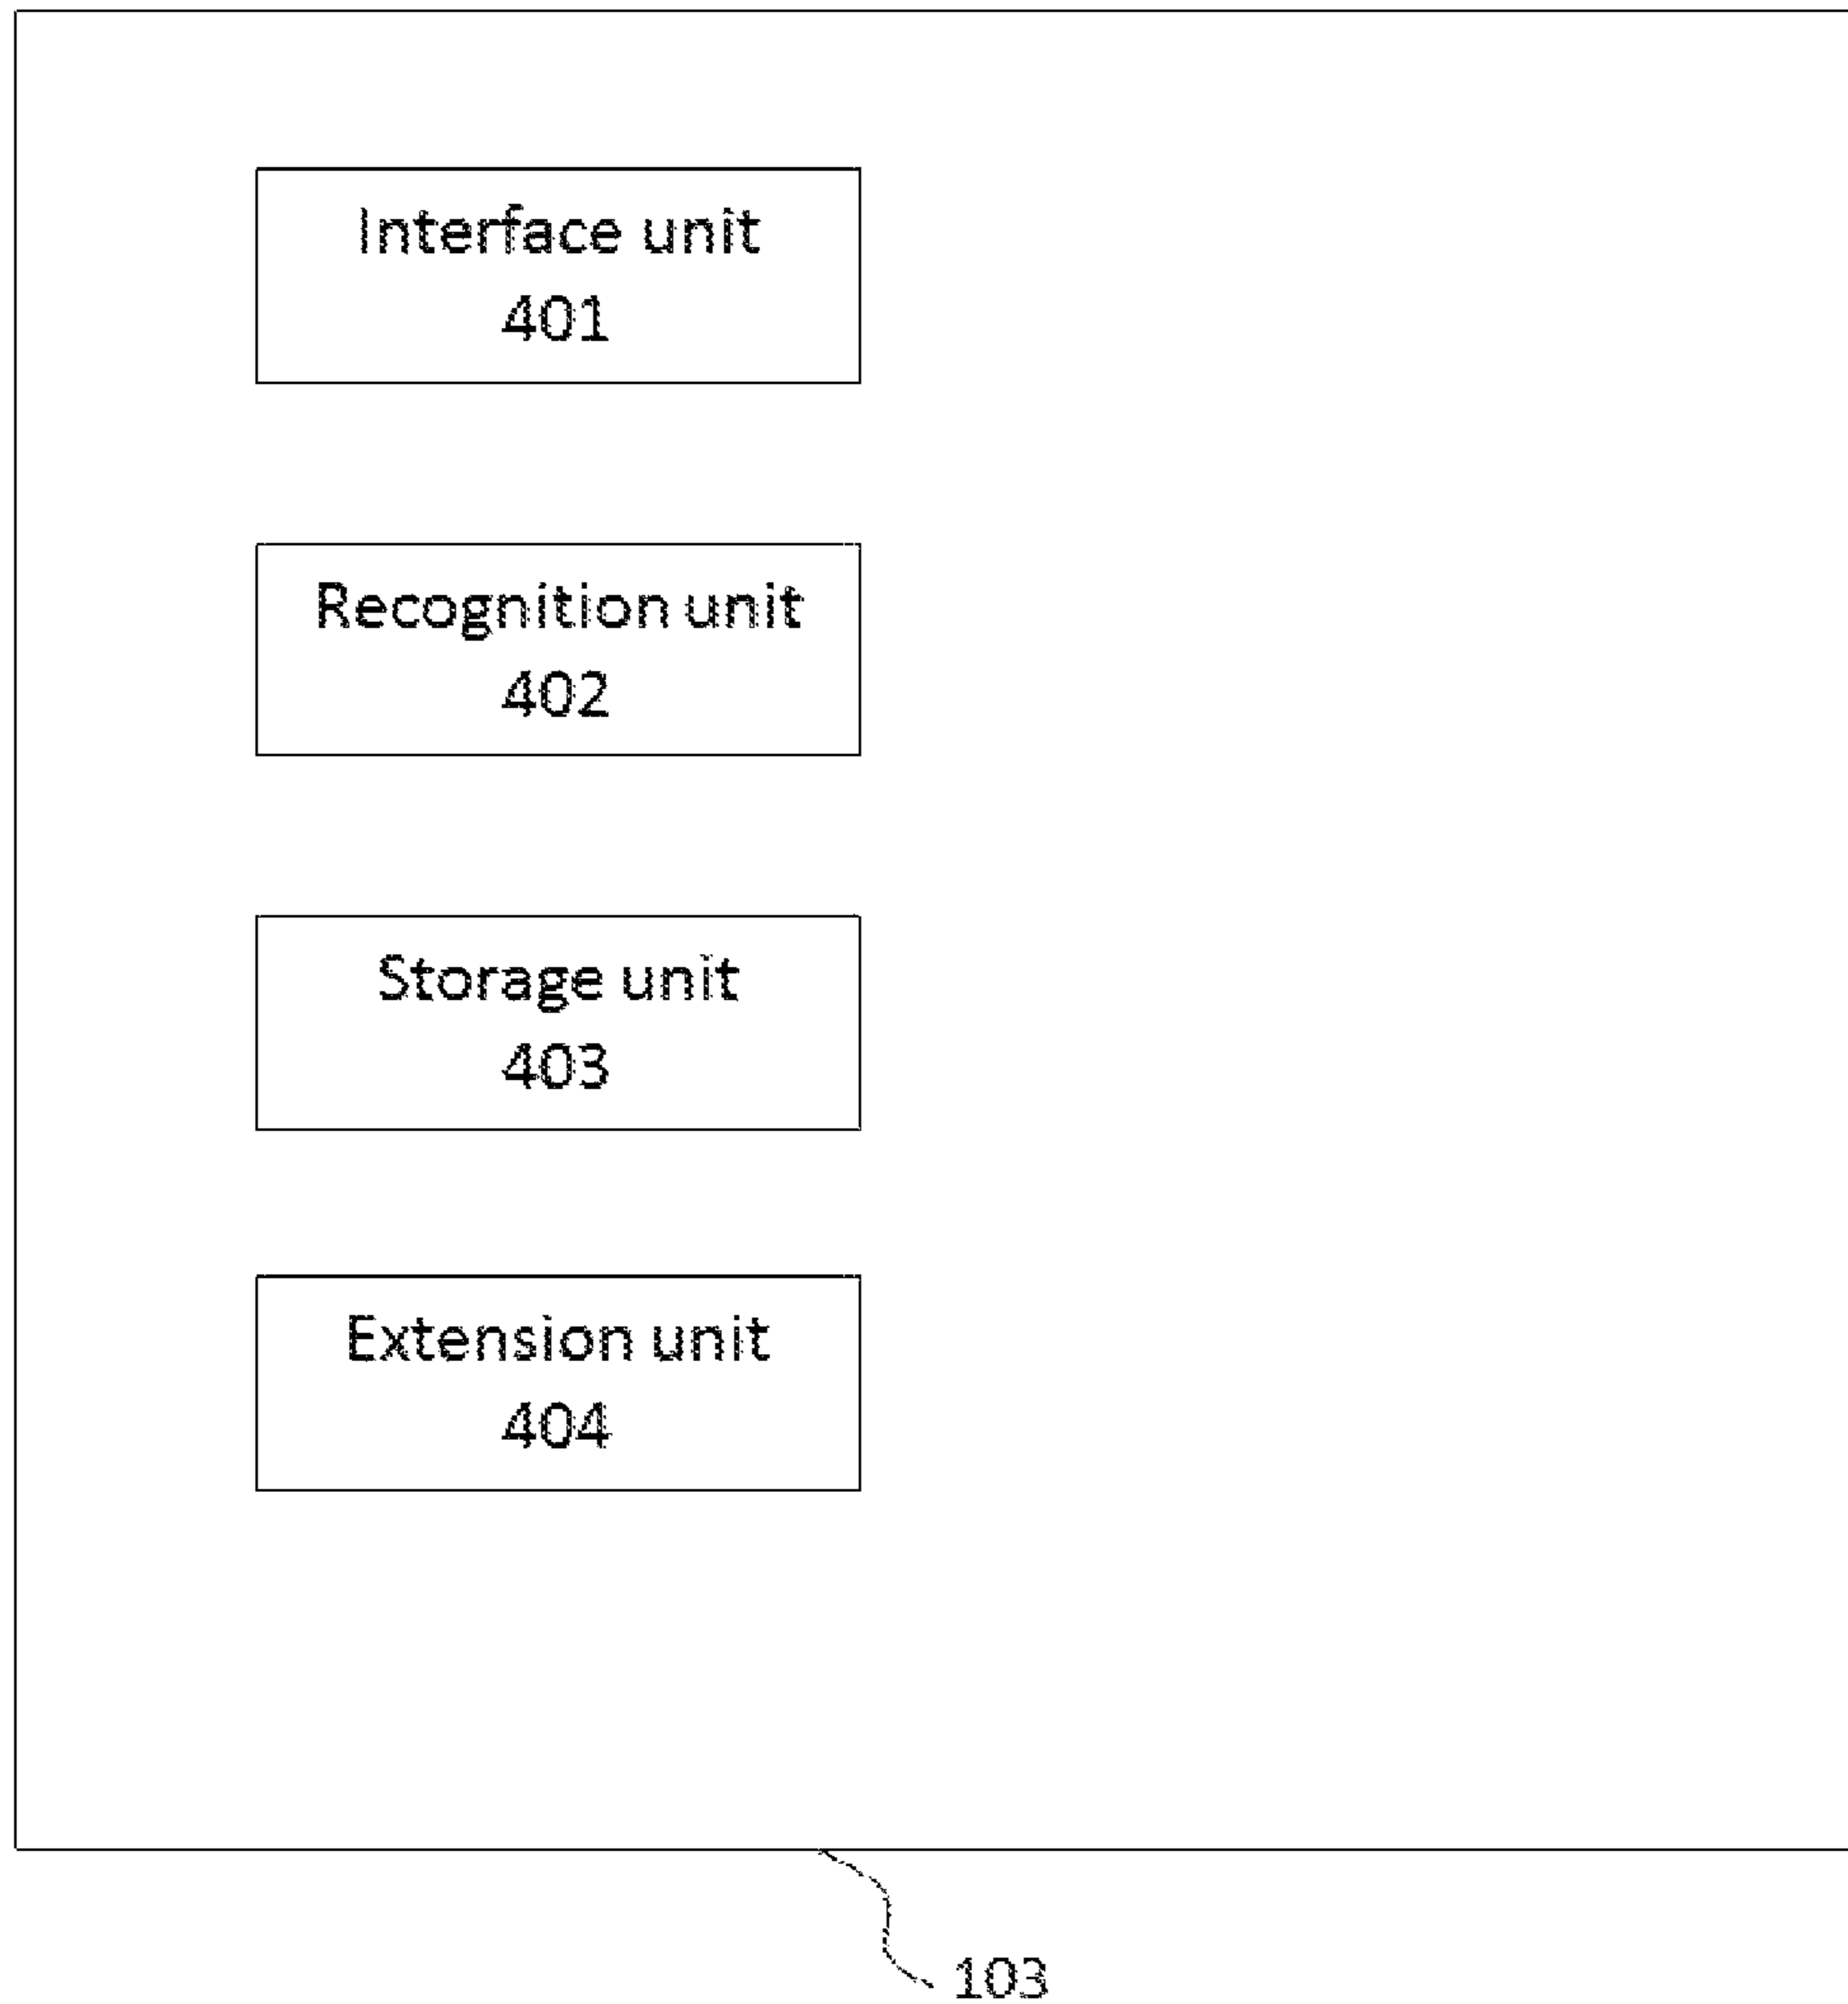 Interface unit
401
Recognition unit
402
Storage unit
403
Extension unit
404
103